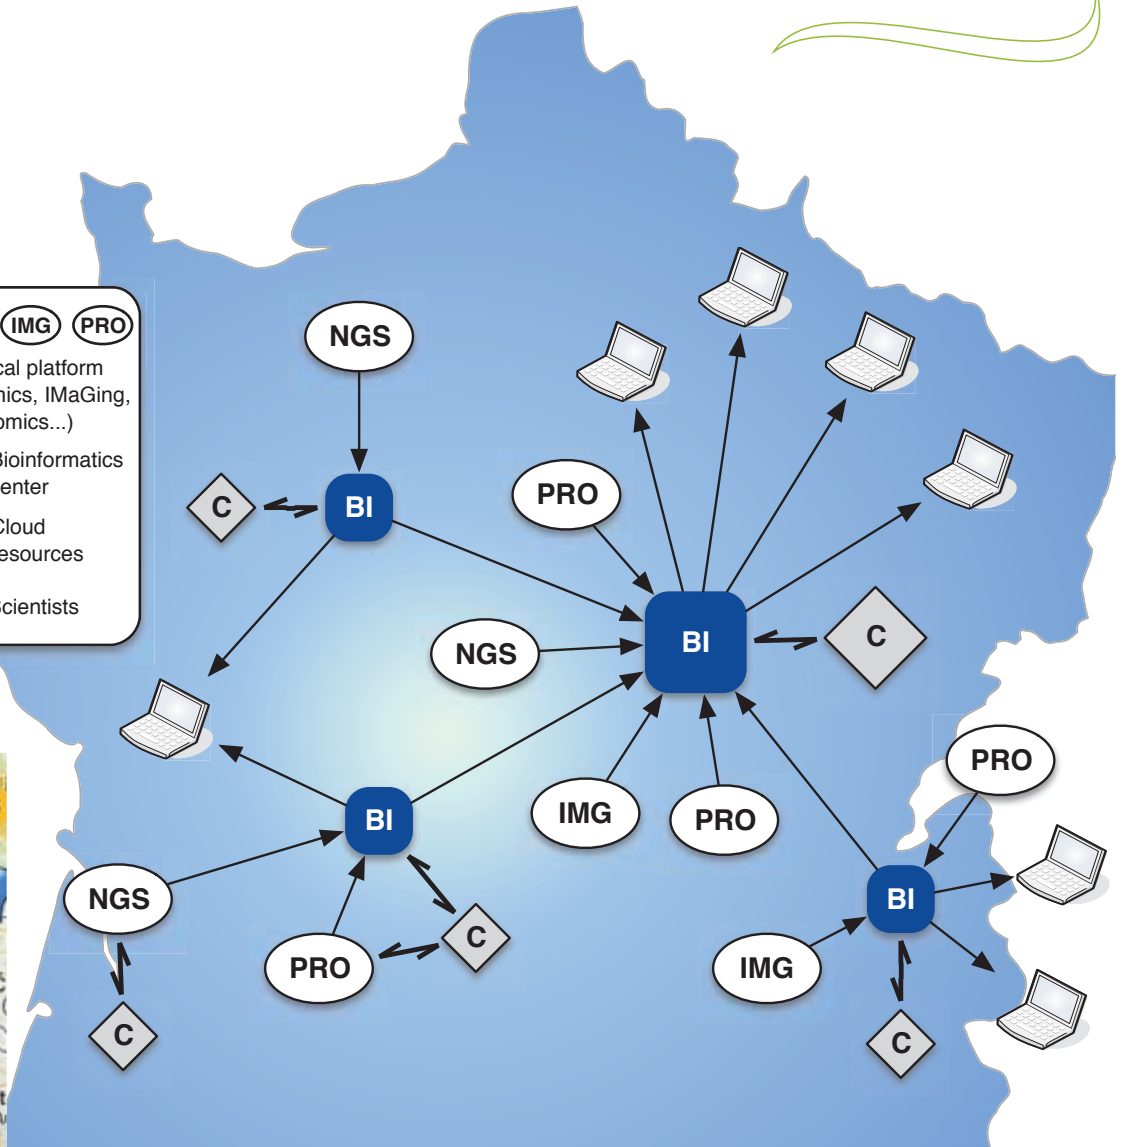 IMG PRO
cal platform
mics, IMaGing,
omics...)
Bioinformatics
enter
Cloud
esources
Scientists
NGS
C
BI
PRO
NGS
BI
C
IMG
PRO
PRO
BI
NGS
PRO
C
C
BI
IMG
C